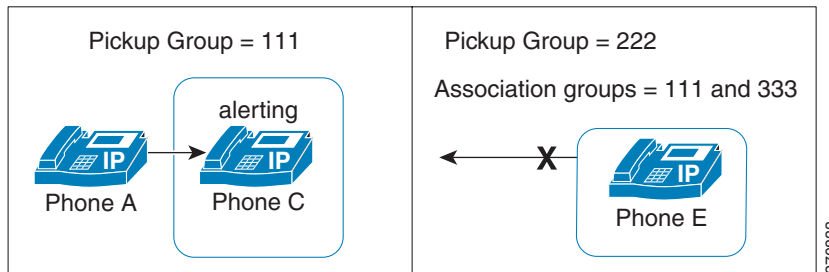 Pickup Group = 111
alerting
IP
IP
Phone A
Phone C
Pickup Group = 222
Association groups = 111 and 333
X
IP
Phone E